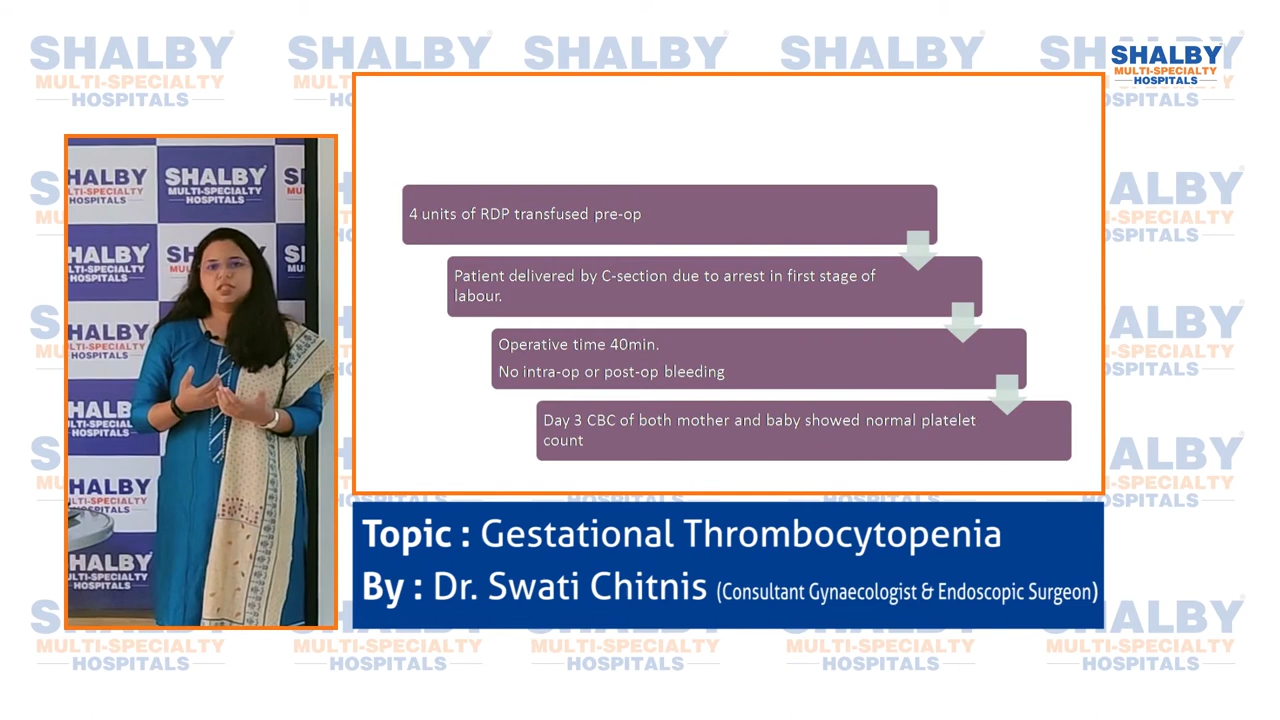 SHALBY
MULTI-SPECIALTY
HOSPITALS
4 units of RDP transfused pre-op
Patient delivered by C-section due to arrest in first stage of
labour.
Operative time 40min.
No intra-op or post-op bleeding
Day 3 CBC of both mother and baby showed normal platelet
count
Topic : Gestational Thrombocytopenia
By : Dr. Swati Chitnis (Consultant Gynaecologist & Endoscopic Surgeon)